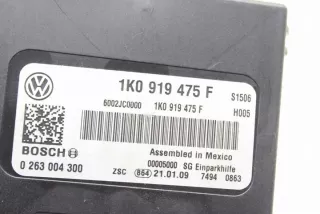 1K0 919 475 F S1506
6002JC0000 1K0 919 475 F H005
BOSCH
Assembled in Mexico
00005000 SG Einparkhilfe
0 263 004 300 ZSC 864 21.01.09 7494 0863